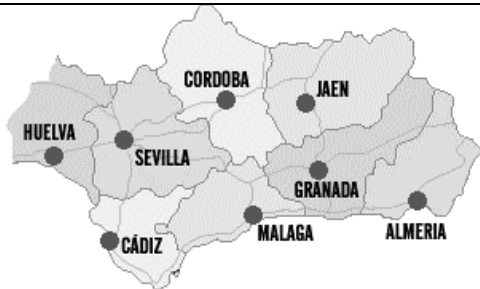 CORDOBA
JAEN
HUELVA
SEVILLA
GRANADA
CÁDIZ
MALAGA
ALMERIA